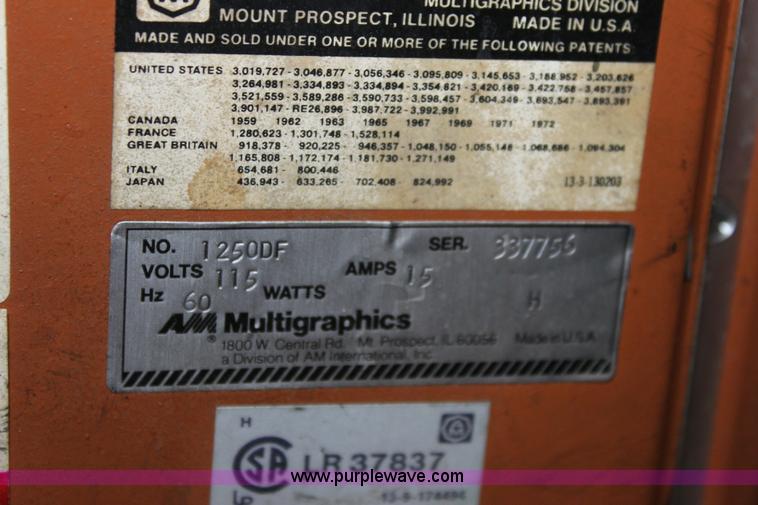 MULTIGRAPHICS DIVISION
MOUNT PROSPECT, ILLINOIS MADE IN U.S.A
MADE AND SOLD UNDER ONE OR MORE OF THE FOLLOWING PATENTS
UNITED STATES 3,019,727 - 3,046,877 - 3,056,346 - 3,095,809 - 3,145,653 - 3,188,952 - 3,203,626
3,264,981 - 3,334,893 - 3,334,894 - 3,354,821 - 3,420,169 - 3,422,758 - 3,457,857
3,521,559 - 3,589,286 - 3,590,733 - 3,598,457 - 3,604,349 - 3,693,547 - 3,893,391
3,901,147 - RE26,896 - 3,987,722 - 3,992,991
CANADA 1959 1962 1963 1965 1967 1969 1971 1972
FRANCE 1,280,623 - 1,301,748 - 1,528,114
GREAT BRITAIN 918,378 - 920,225 - 946,357 - 1,048,150 - 1,055,148 - 1,068,686 - 1,094,304
1,165,808 - 1,172,174 - 1,181,730 - 1,271,149
ITALY 654,681 - 800,446
JAPAN 436,943 - 633,265 - 702,408 - 824,992 13-3-130203
NO. 1250DF SER. 337756
VOLTS 115 AMPS 15
Hz 60 WATTS H
AM Multigraphics
® 1800 W. Central Rd. Mt. Prospect, IL 60056 Made in U.S.A.
a Division of AM International, Inc.
H
SA LR 37837
www.purplewave.com